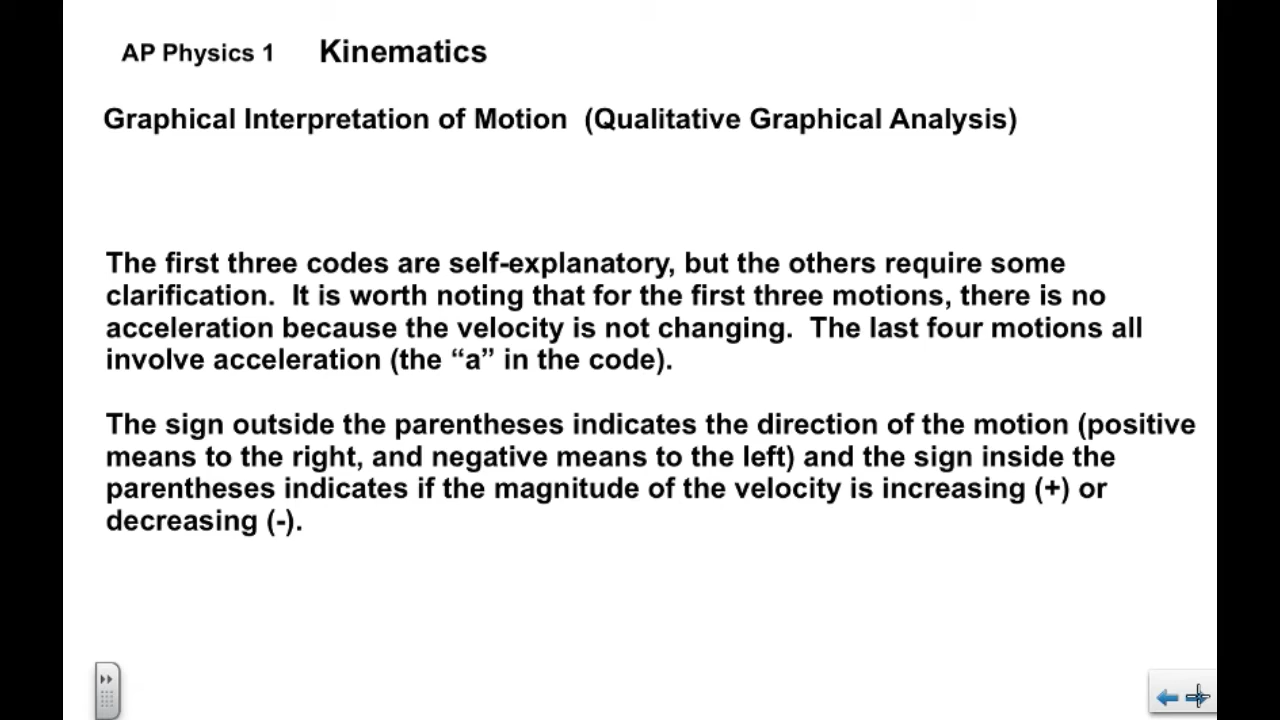 AP Physics 1 Kinematics
Graphical Interpretation of Motion (Qualitative Graphical Analysis)
The first three codes are self-explanatory, but the others require some
clarification. It is worth noting that for the first three motions, there is no
acceleration because the velocity is not changing. The last four motions all
involve acceleration (the “a” in the code).
The sign outside the parentheses indicates the direction of the motion (positive
means to the right, and negative means to the left) and the sign inside the
parentheses indicates if the magnitude of the velocity is increasing (+) or
decreasing (-).